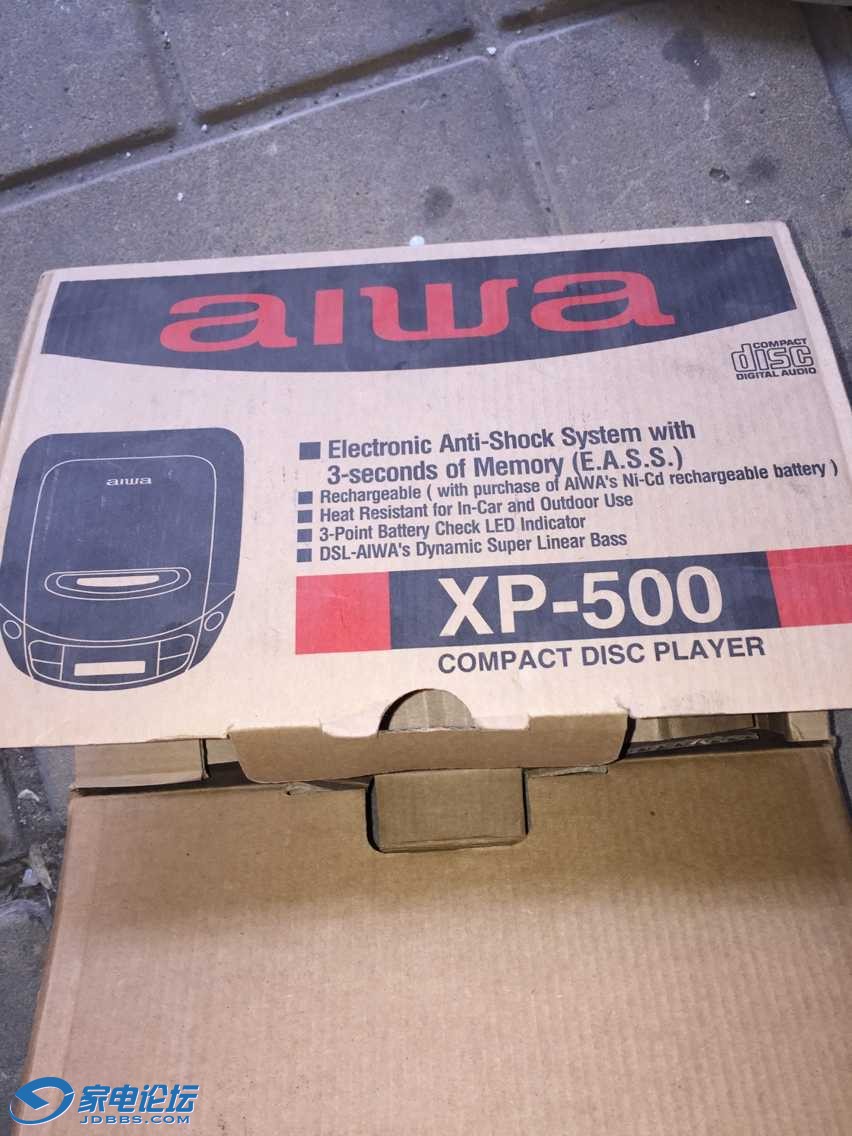 aiwa
COMPACT
disc
DIGITAL AUDIO
aiwa
Electronic Anti-Shock System with
3-seconds of Memory (E.A.S.S.)
Rechargeable ( with purchase of AIWA's Ni-Cd rechargeable battery )
Heat Resistant for In-Car and Outdoor Use
3-Point Battery Check LED Indicator
DSL-AIWA's Dynamic Super Linear Bass
XP-500
COMPACT DISC PLAYER
家电论坛
JDBBS.COM